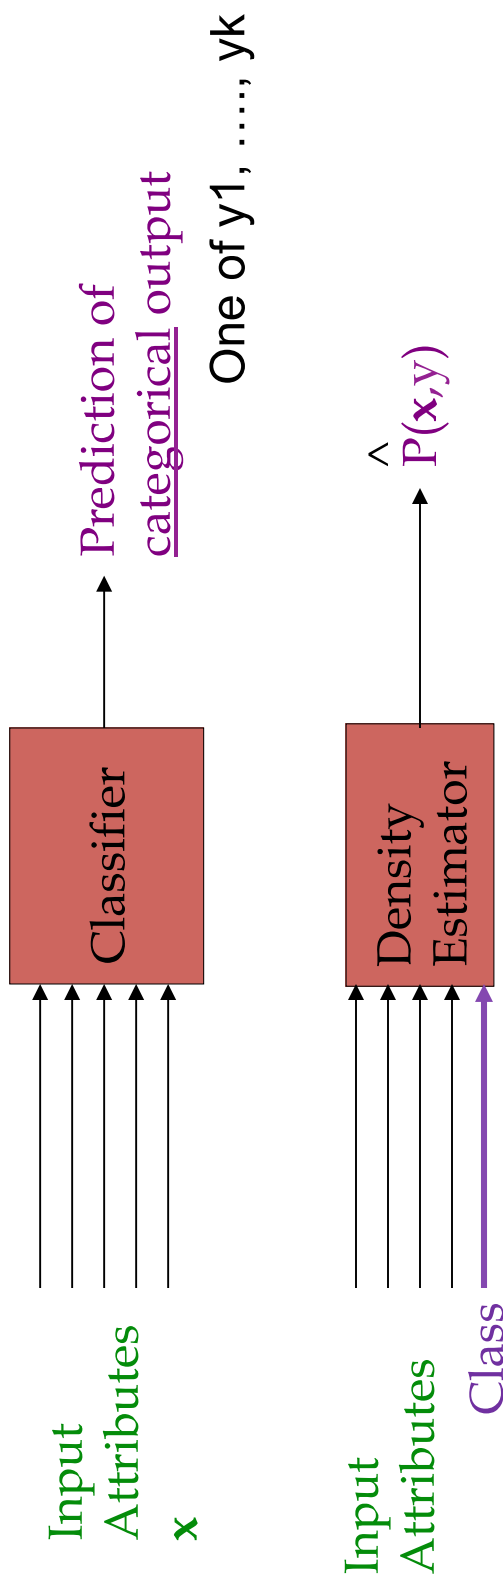 Input
Attributes
x
Classifier
Prediction of
categorical output
One of y1, …., yk
Input
Attributes
Class
Density
Estimator
^
P(x,y)